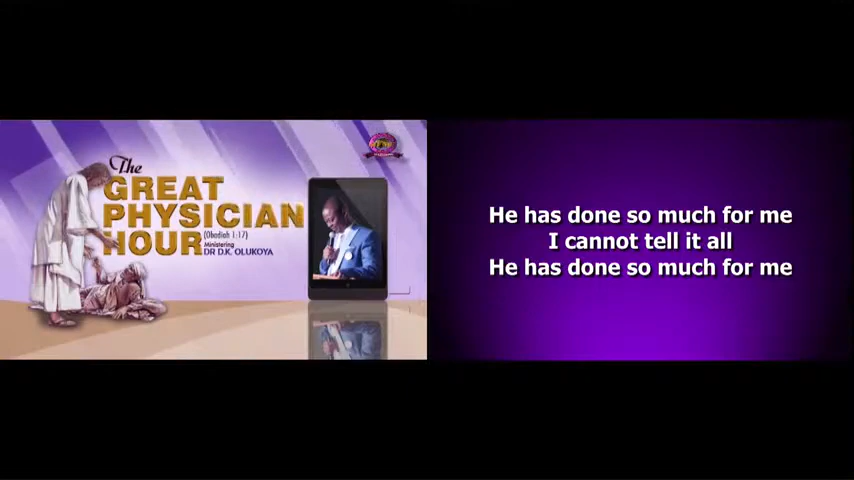 The
GREAT
PHYSICIAN
HOUR
(Obadiah 1:17)
Ministering
DR D.K. OLUKOYA
He has done so much for me
I cannot tell it all
He has done so much for me